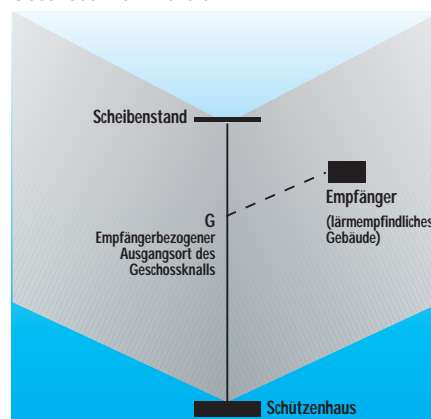 Scheibenstand
Empfänger
(lärmempfindliches
Gebäude)
G
Empfängerbezogener
Ausgangsort des
Geschossknalls
Schützenhaus